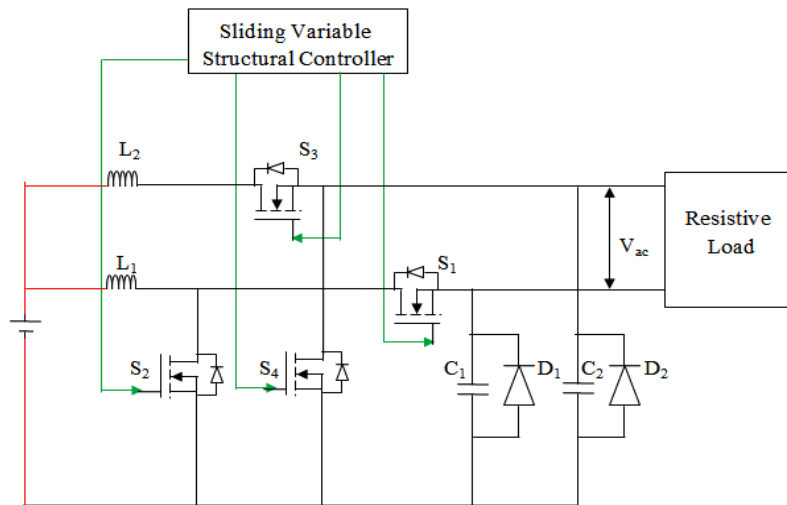 Sliding Variable
Structural Controller
L2
S3
Resistive
Load
Vac
L1
S1
S2
S4
C1
D1
C2
D2